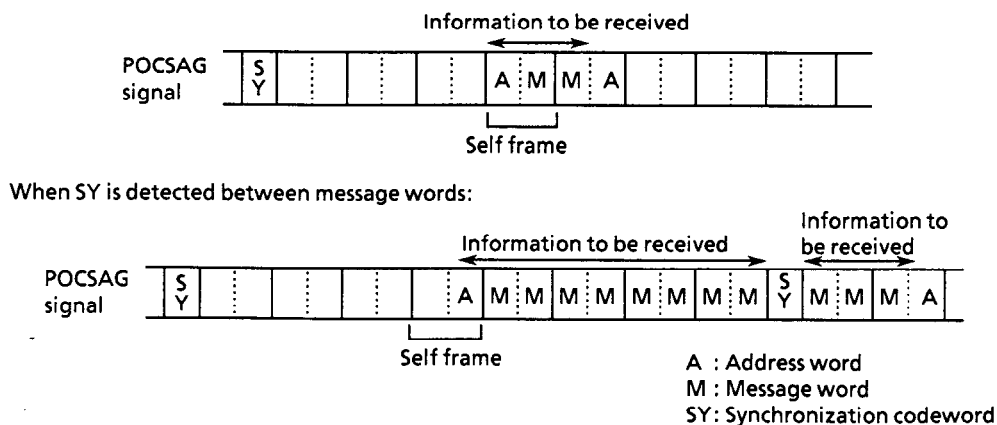 Information to be received
POCSAG
signal
S
Y
A M M A
Self frame
When SY is detected between message words:
Information to be received
Information to
be received
POCSAG
signal
S
Y
A M M M M M M M M
S
Y
M M M A
Self frame
A : Address word
M : Message word
SY: Synchronization codeword